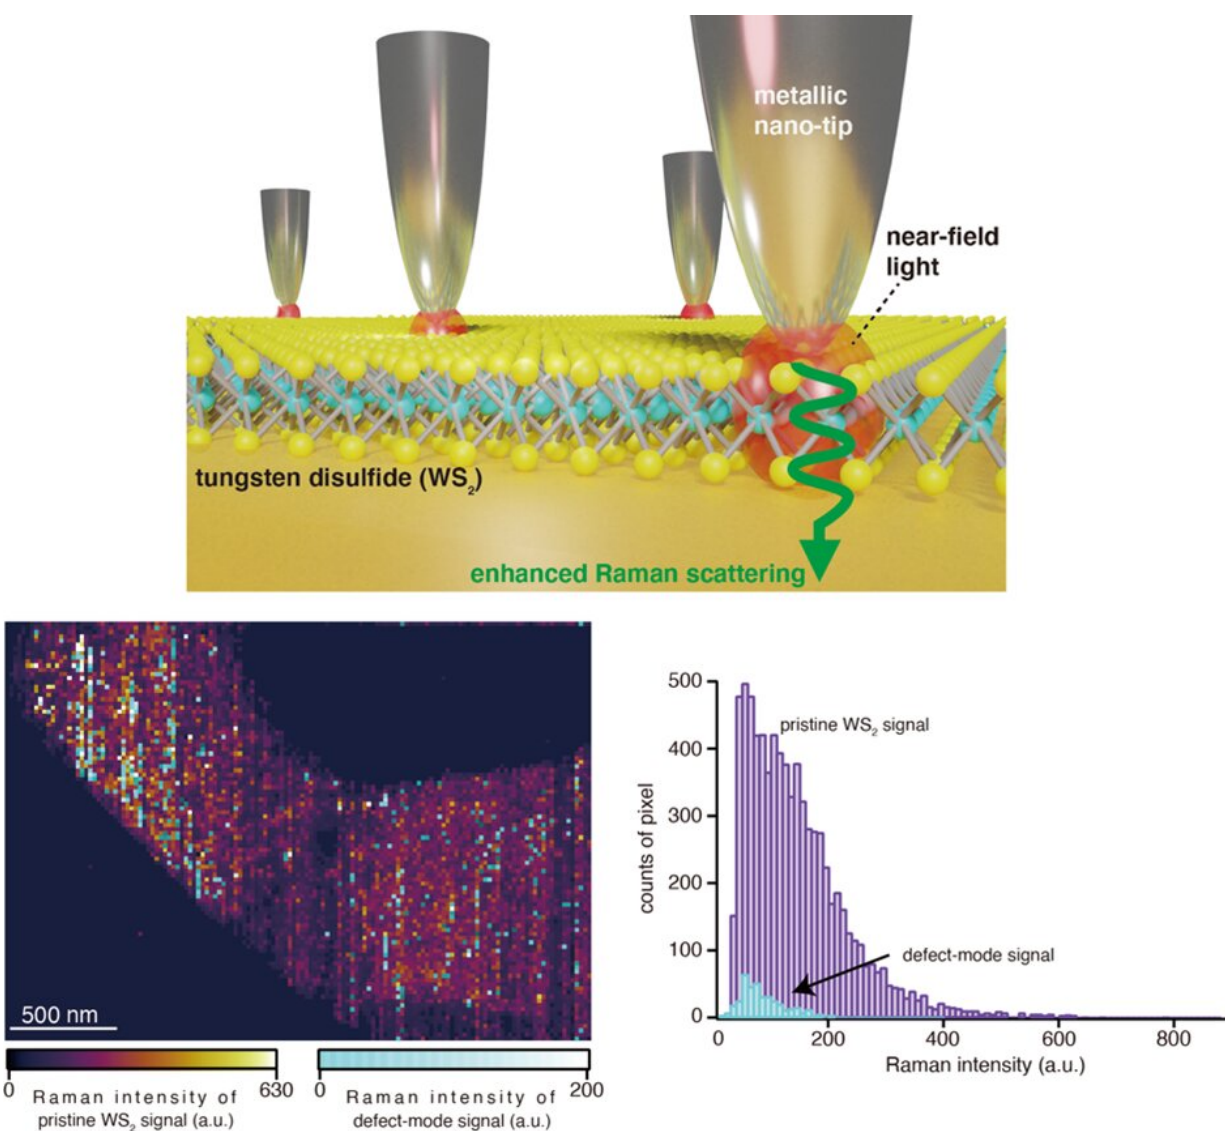 metallic
nano-tip
near-field
light
tungsten disulfide (WS₂)
enhanced Raman scattering
500 nm
0 630
Raman intensity of
pristine WS₂ signal (a.u.)
0 200
Raman intensity of
defect-mode signal (a.u.)
500
400
300
200
100
0
counts of pixel
pristine WS₂ signal
defect-mode signal
0 200 400 600 800
Raman intensity (a.u.)